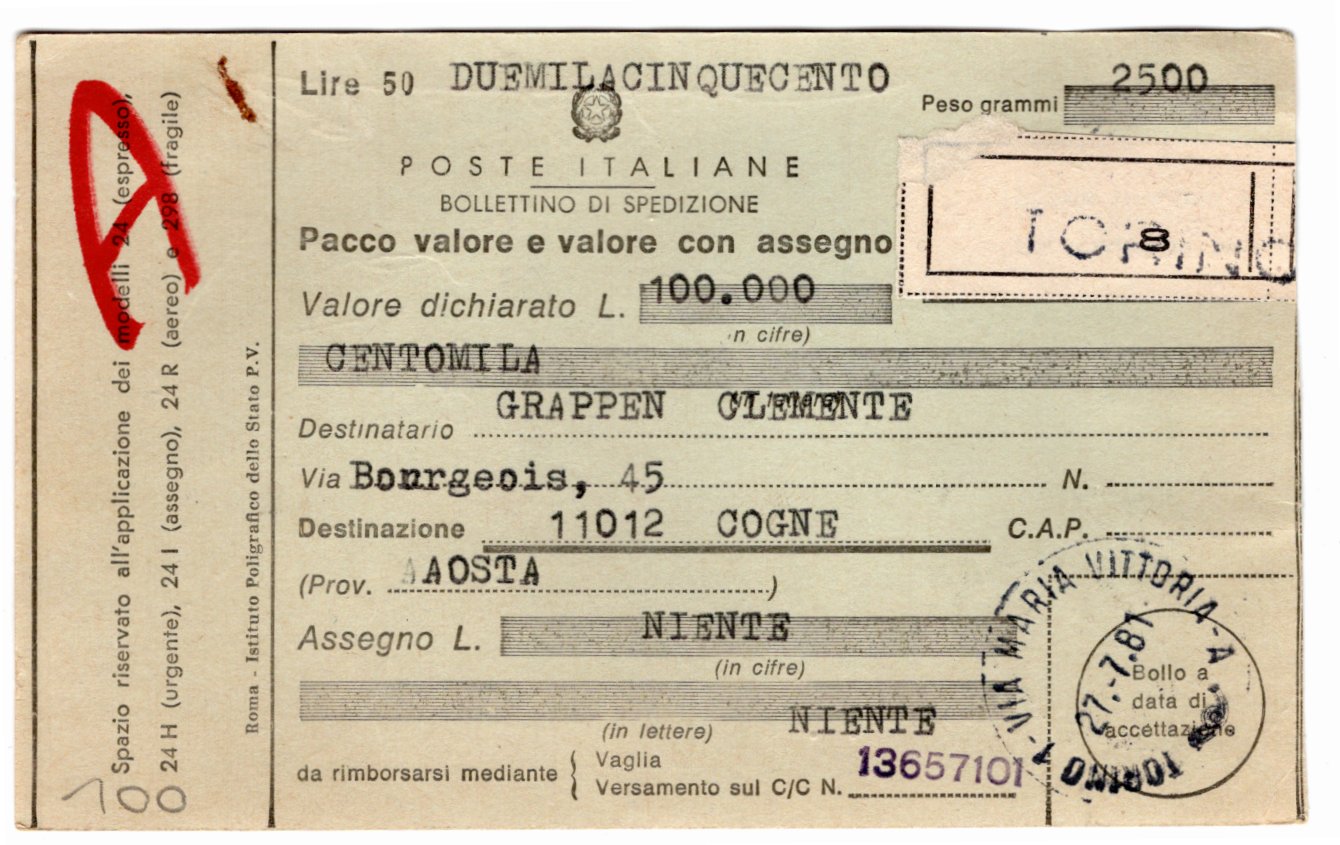 Lire 50 DUEMILACINQUECENTO
Peso grammi 2500
POSTE ITALIANE
BOLLETTINO DI SPEDIZIONE
Pacco valore e valore con assegno
TORINO
8
Valore dichiarato L. 100.000
n cifre)
CENTOMILA
Destinatario GRAPPEN CLEMENTE
Via Bourgeois, 45 N.
Destinazione 11012 COGNE C.A.P.
(Prov. AAOSTA )
Assegno L. NIENTE
(in cifre)
NIENTE
(in lettere)
da rimborsarsi mediante { Vaglia
Versamento sul C/C N. 13657101
TORINO - VIA MARIA VITTORIA - A
27.-7.81
Bollo a
data di
accettazione
A
Spazio riservato all'applicazione dei modelli 24 (espresso),
24 H (urgente), 24 I (assegno), 24 R (aereo) e 298 (fragile)
Roma - Istituto Poligrafico dello Stato P.V.
100